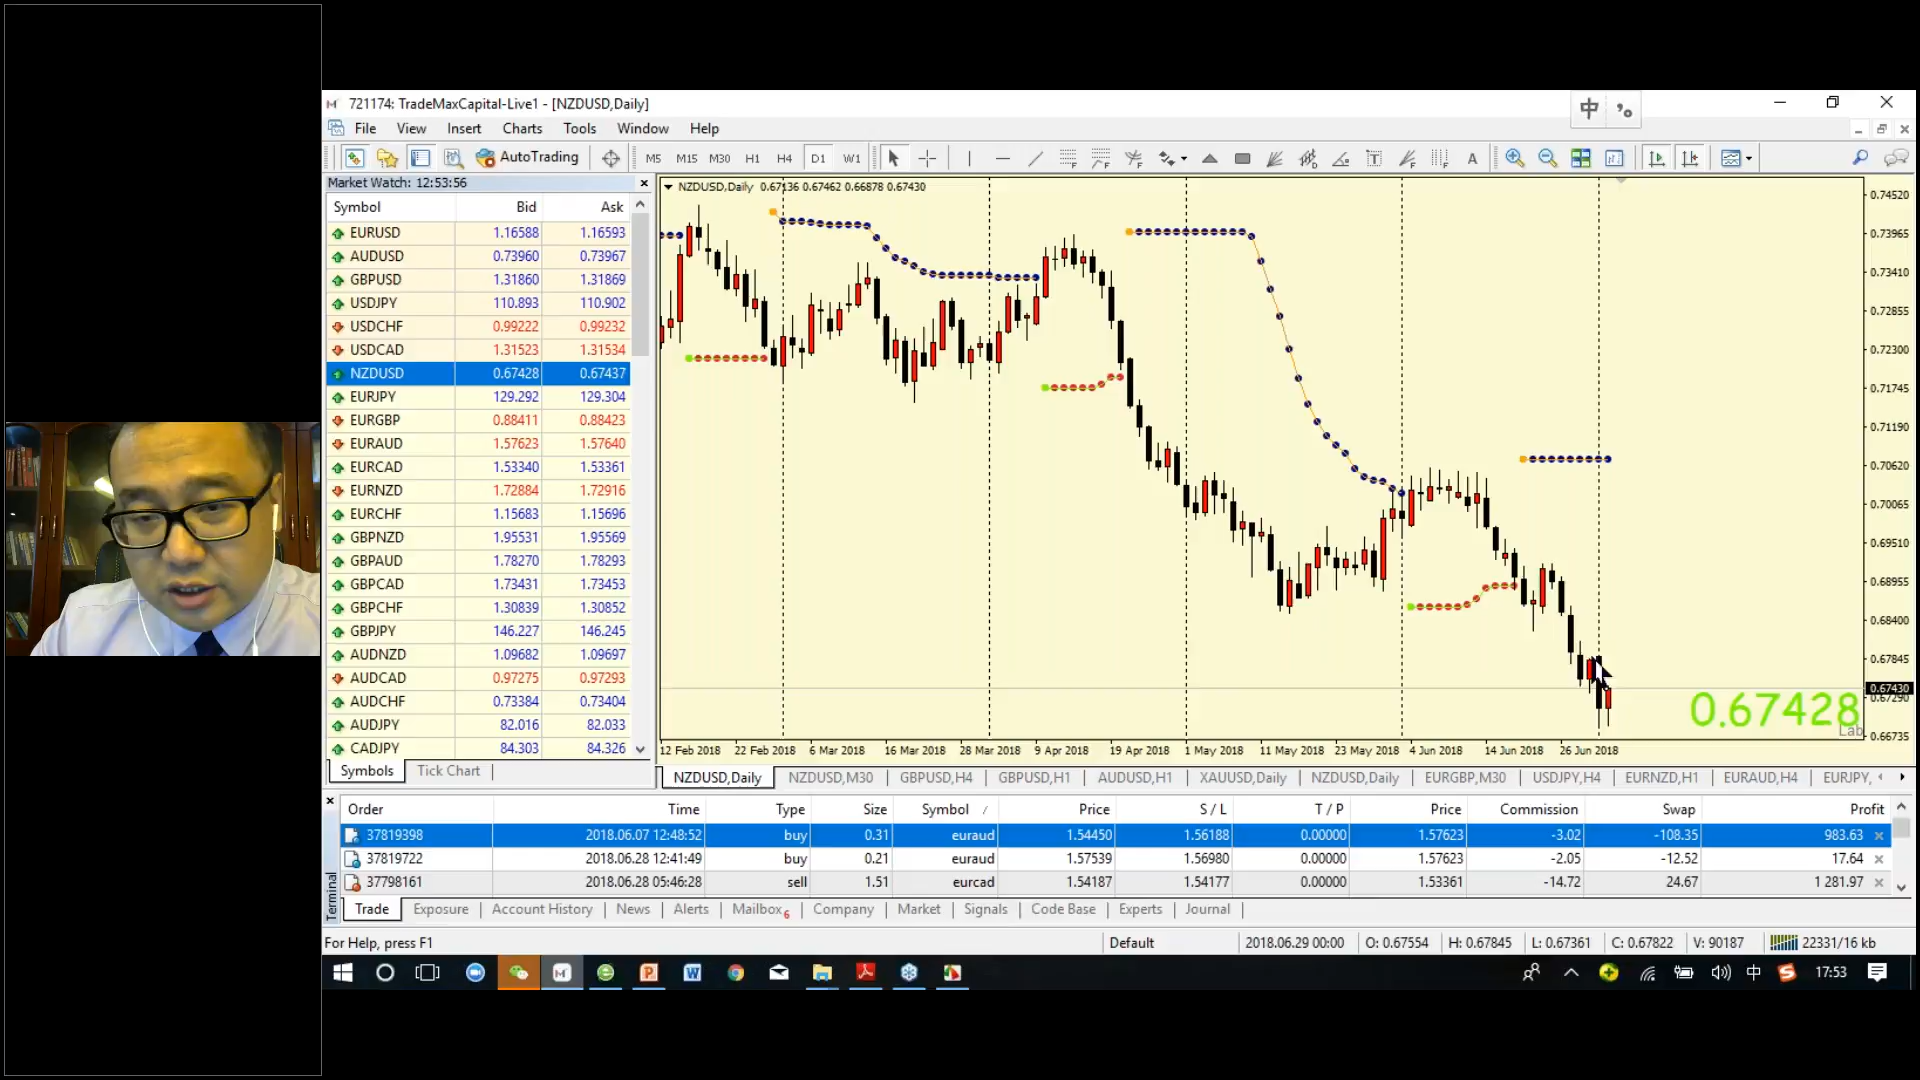 721174: TradeMaxCapital-Live1 - [NZDUSD,Daily]
中
File View Insert Charts Tools Window Help
AutoTrading M5 M15 M30 H1 H4 D1 W1 A T
Market Watch: 12:53:56
Symbol Bid Ask
EURUSD 1.16588 1.16593
AUDUSD 0.73960 0.73967
GBPUSD 1.31860 1.31869
USDJPY 110.893 110.902
USDCHF 0.99222 0.99232
USDCAD 1.31523 1.31534
NZDUSD 0.67428 0.67437
EURJPY 129.292 129.304
EURGBP 0.88411 0.88423
EURAUD 1.57623 1.57640
EURCAD 1.53340 1.53361
EURNZD 1.72884 1.72916
EURCHF 1.15683 1.15696
GBPNZD 1.95531 1.95569
GBPAUD 1.78270 1.78293
GBPCAD 1.73431 1.73453
GBPCHF 1.30839 1.30852
GBPJPY 146.227 146.245
AUDNZD 1.09682 1.09697
AUDCAD 0.97275 0.97293
AUDCHF 0.73384 0.73404
AUDJPY 82.016 82.033
CADJPY 84.303 84.326
Symbols Tick Chart
NZDUSD,Daily 0.67136 0.67462 0.66878 0.67430
0.74520
0.73965
0.73410
0.72855
0.72300
0.71745
0.71190
0.70620
0.70065
0.69510
0.68955
0.68400
0.67845
0.67430
0.67290
0.66735
0.67428
Lab
12 Feb 2018 22 Feb 2018 6 Mar 2018 16 Mar 2018 28 Mar 2018 9 Apr 2018 19 Apr 2018 1 May 2018 11 May 2018 23 May 2018 4 Jun 2018 14 Jun 2018 26 Jun 2018
NZDUSD,Daily NZDUSD,M30 GBPUSD,H4 GBPUSD,H1 AUDUSD,H1 XAUUSD,Daily NZDUSD,Daily EURGBP,M30 USDJPY,H4 EURNZD,H1 EURAUD,H4 EURJPY,
Order Time Type Size Symbol / Price S / L T / P Price Commission Swap Profit
37819398 2018.06.07 12:48:52 buy 0.31 euraud 1.54450 1.56188 0.00000 1.57623 -3.02 -108.35 983.63
37819722 2018.06.28 12:41:49 buy 0.21 euraud 1.57539 1.56980 0.00000 1.57623 -2.05 -12.52 17.64
37798161 2018.06.28 05:46:28 sell 1.51 eurcad 1.54187 1.54177 0.00000 1.53361 -14.72 24.67 1 281.97
Terminal
Trade Exposure Account History News Alerts Mailbox6 Company Market Signals Code Base Experts Journal
For Help, press F1 Default 2018.06.29 00:00 O: 0.67554 H: 0.67845 L: 0.67361 C: 0.67822 V: 90187 22331/16 kb
中 17:53